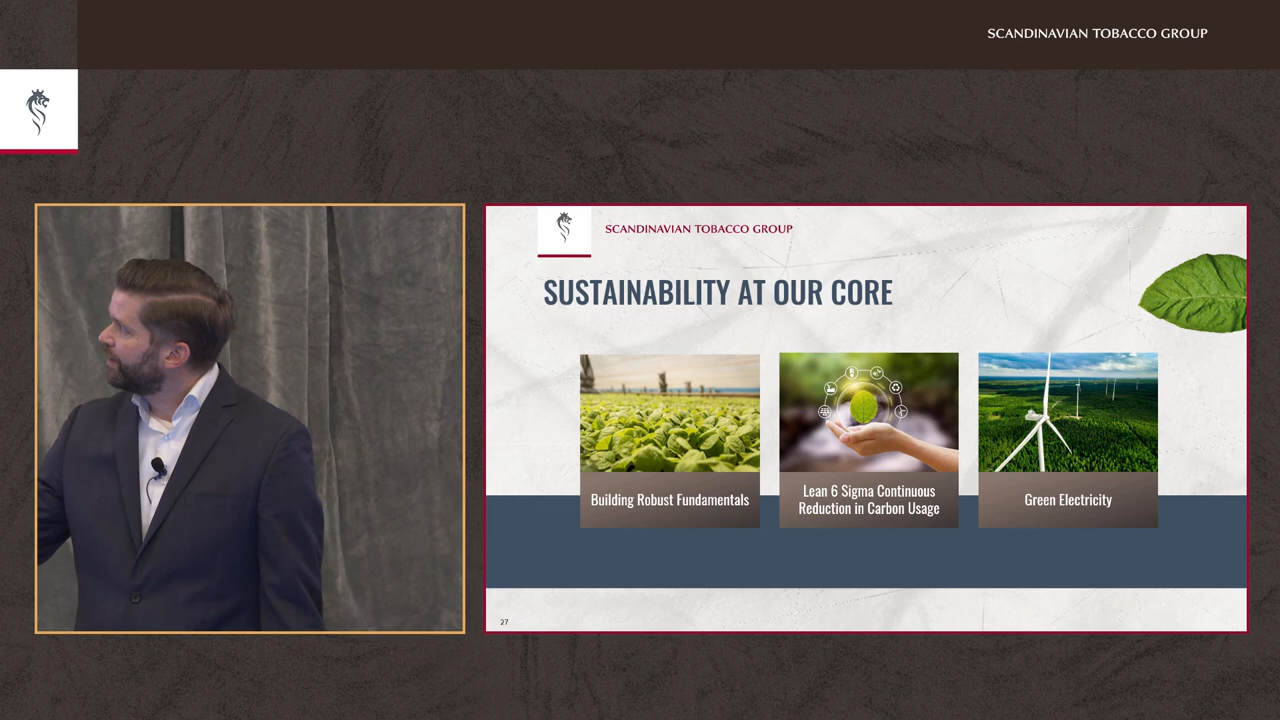 SCANDINAVIAN TOBACCO GROUP
SCANDINAVIAN TOBACCO GROUP
SUSTAINABILITY AT OUR CORE
Building Robust Fundamentals
Lean 6 Sigma Continuous
Reduction in Carbon Usage
Green Electricity
27